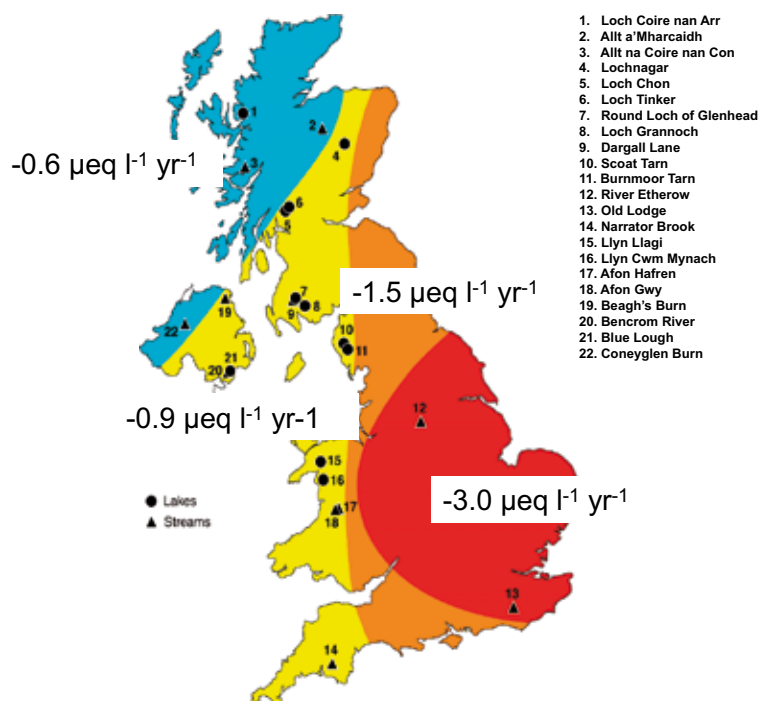 1. Loch Coire nan Arr
2. Allt a'Mharcaidh
3. Allt na Coire nan Con
4. Lochnagar
5. Loch Chon
6. Loch Tinker
7. Round Loch of Glenhead
8. Loch Grannoch
9. Dargall Lane
10. Scoat Tarn
11. Burnmoor Tarn
12. River Etherow
13. Old Lodge
14. Narrator Brook
15. Llyn Llagi
16. Llyn Cwm Mynach
17. Afon Hafren
18. Afon Gwy
19. Beagh's Burn
20. Bencrom River
21. Blue Lough
22. Coneyglen Burn
1
2
4
-0.6 µeq l⁻¹ yr⁻¹
3
6
5
-1.5 µeq l⁻¹ yr⁻¹
7
8
9
19
22
10
11
21
20
-0.9 µeq l⁻¹ yr-1
12
15
16
-3.0 µeq l⁻¹ yr⁻¹
Lakes
Streams
17
18
13
14